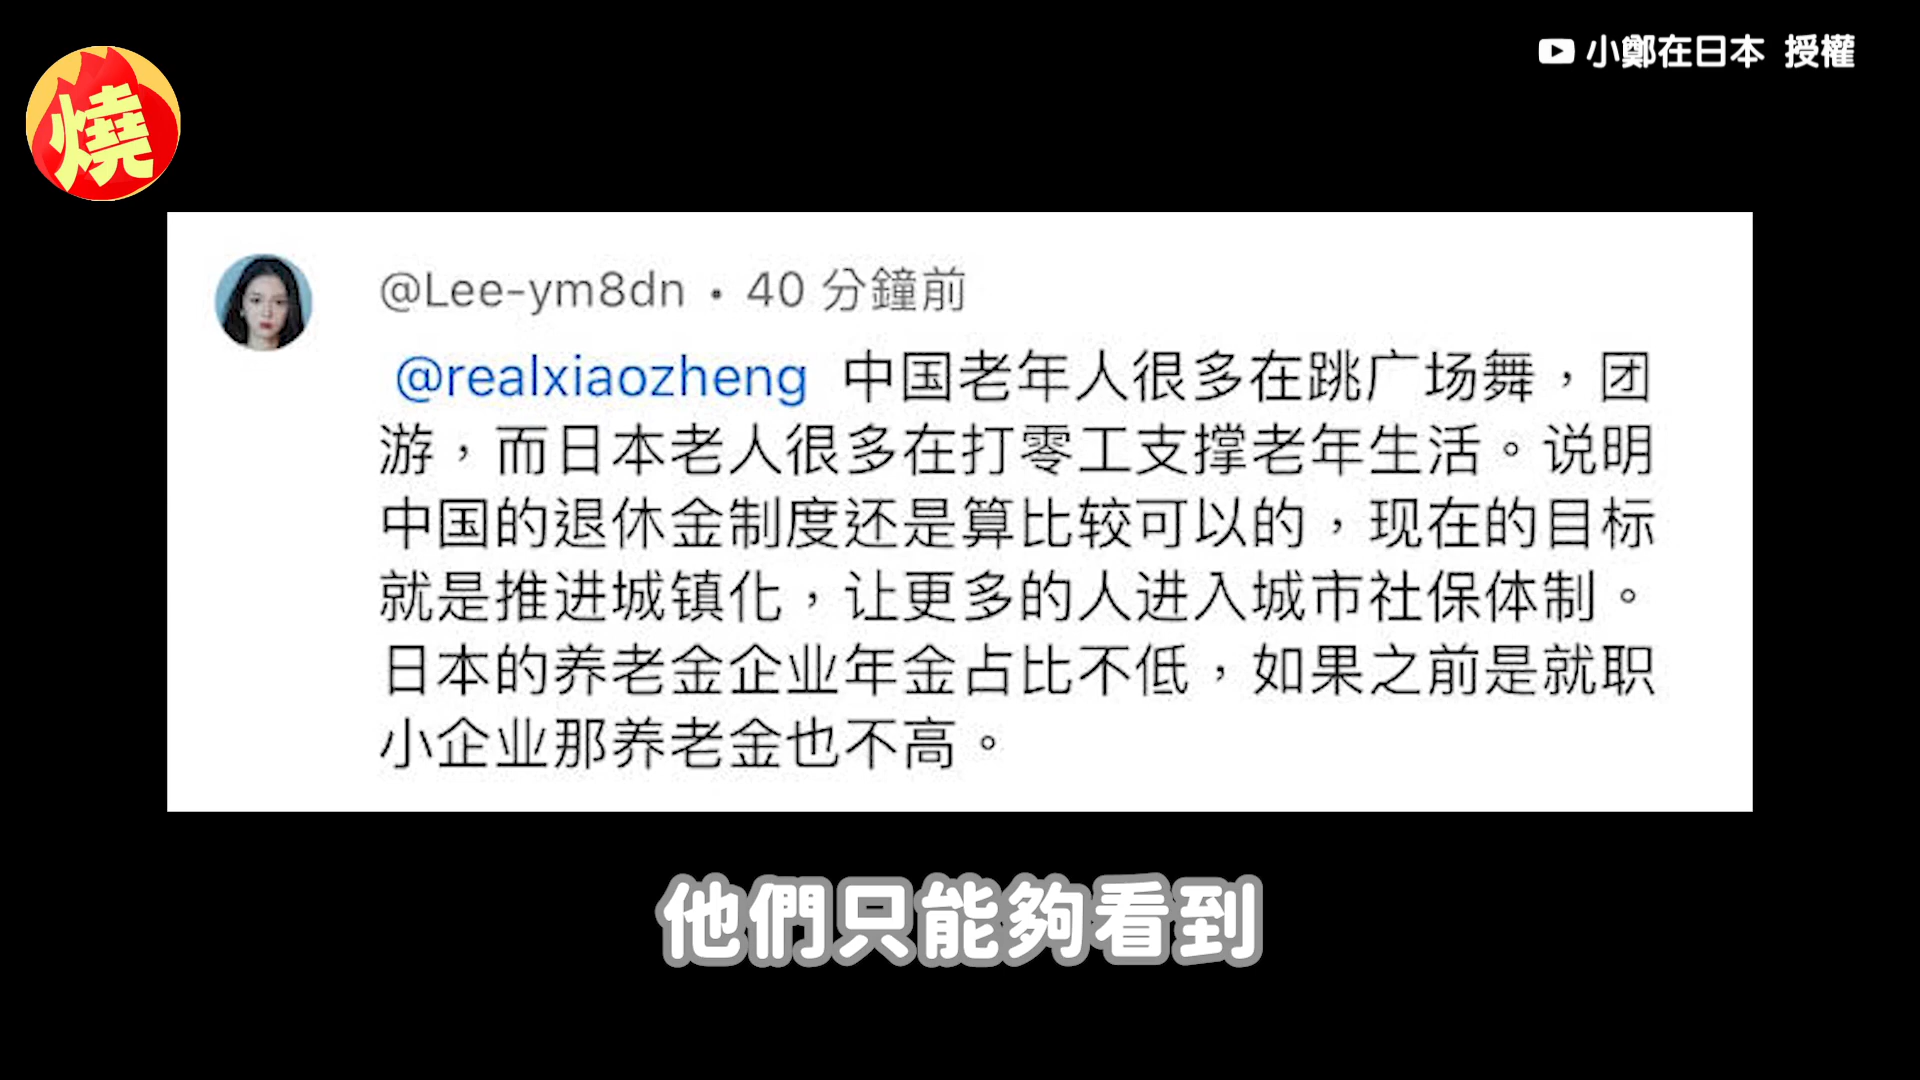 小鄭在日本 授權
燒
@Lee-ym8dn • 40 分鐘前
@realxiaozheng 中国老年人很多在跳广场舞，团
游，而日本老人很多在打零工支撑老年生活。说明
中国的退休金制度还是算比较可以的，现在的目标
就是推进城镇化，让更多的人进入城市社保体制。
日本的养老金企业年金占比不低，如果之前是就职
小企业那养老金也不高。
他們只能夠看到